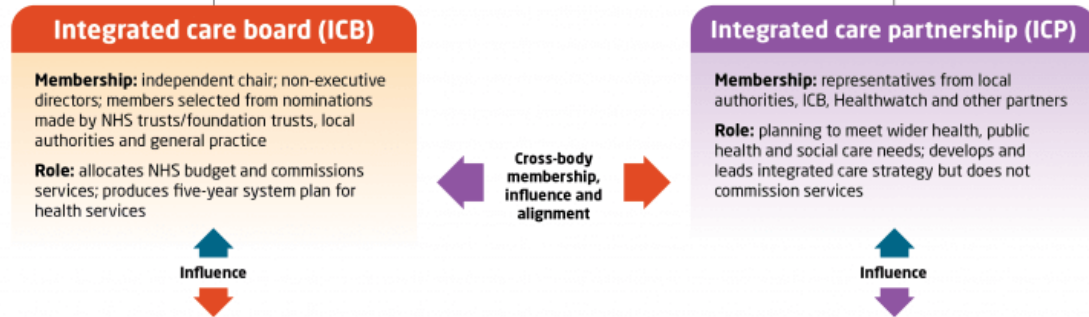 Integrated care board (ICB)
Membership: independent chair; non-executive
directors; members selected from nominations
made by NHS trusts/foundation trusts, local
authorities and general practice
Role: allocates NHS budget and commissions
services; produces five-year system plan for
health services
Influence
Cross-body
membership,
influence and
alignment
Integrated care partnership (ICP)
Membership: representatives from local
authorities, ICB, Healthwatch and other partners
Role: planning to meet wider health, public
health and social care needs; develops and
leads integrated care strategy but does not
commission services
Influence